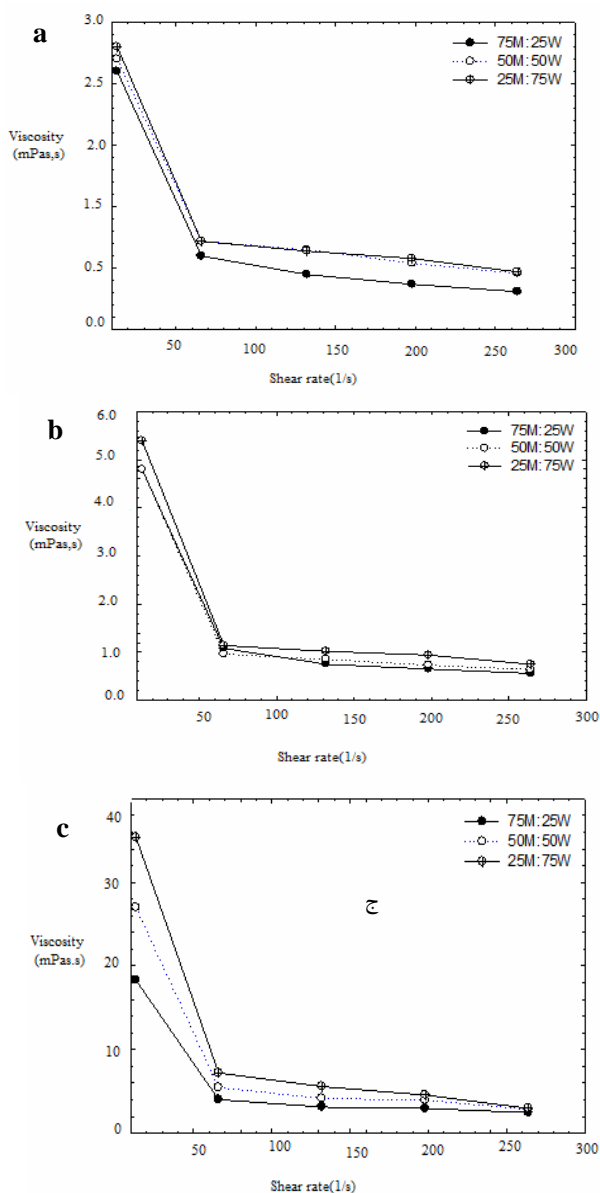 a
75M:25W
50M:50W
25M:75W
3.0
2.0
1.5
0.5
0.0
Viscosity
(mPas,s)
50 100 150 200 250 300
Shear rate(1/s)
b
75M:25W
50M:50W
25M:75W
6.0
5.0
4.0
3.0
2.0
1.0
0.0
Viscosity
(mPas,s)
50 100 150 200 250 300
Shear rate(1/s)
c
75M:25W
50M:50W
25M:75W
40
30
20
10
0
Viscosity
(mPas.s)
ج
50 100 150 200 250 300
Shear rate(1/s)